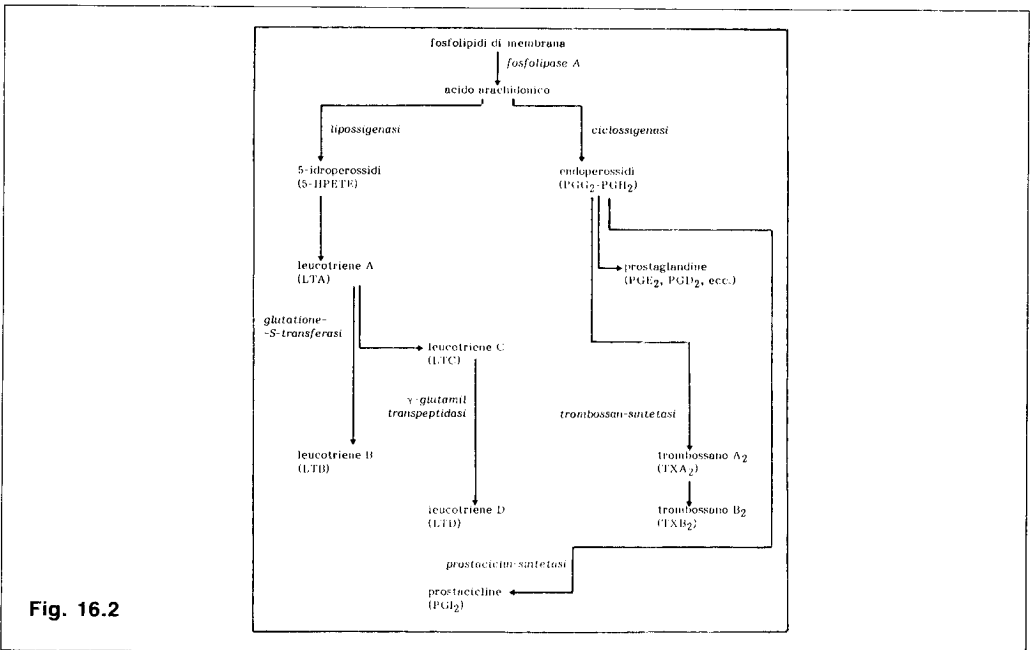 fosfolipidi di membrana
fosfolipase A
acido arachidonico
lipossigenasi
ciclossigenasi
5-idroperossidi
(5-HPETE)
endoperossidi
(PGG₂-PGH₂)
leucotriene A
(LTA)
prostaglandine
(PGE₂, PGD₂, ecc.)
glutatione-
-S-transferasi
leucotriene C
(LTC)
γ-glutamil
transpeptidasi
trombossan-sintetasi
leucotriene B
(LTB)
trombossano A₂
(TXA₂)
leucotriene D
(LTD)
trombossano B₂
(TXB₂)
prostaciclin-sintetasi
prostacicline
(PGI₂)
Fig. 16.2